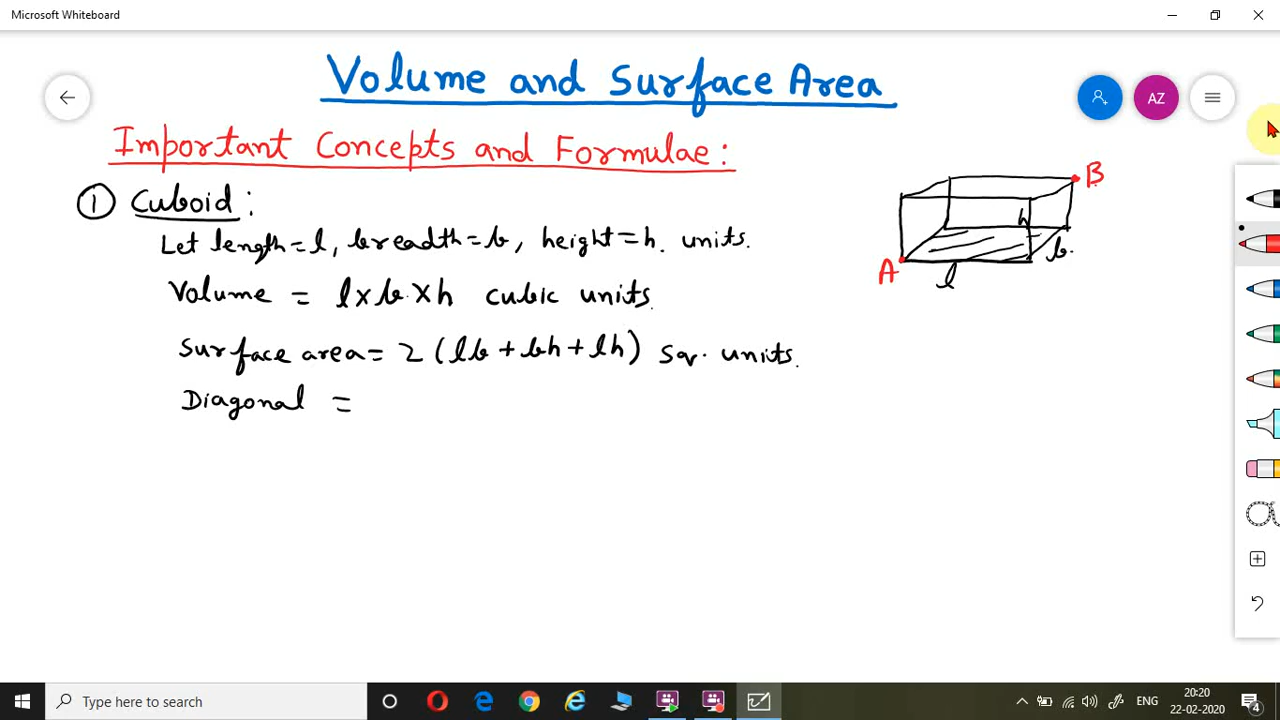 Microsoft Whiteboard
Volume and Surface Area
AZ
Important Concepts and Formulae:
① Cuboid:
Let length = l, breadth = b, height = h. units.
Volume = l x b x h cubic units.
Surface area = 2 (lb + bh + lh) Sq. units.
Diagonal =
B
h
b.
A
l
Type here to search
ENG
20:20
22-02-2020
4